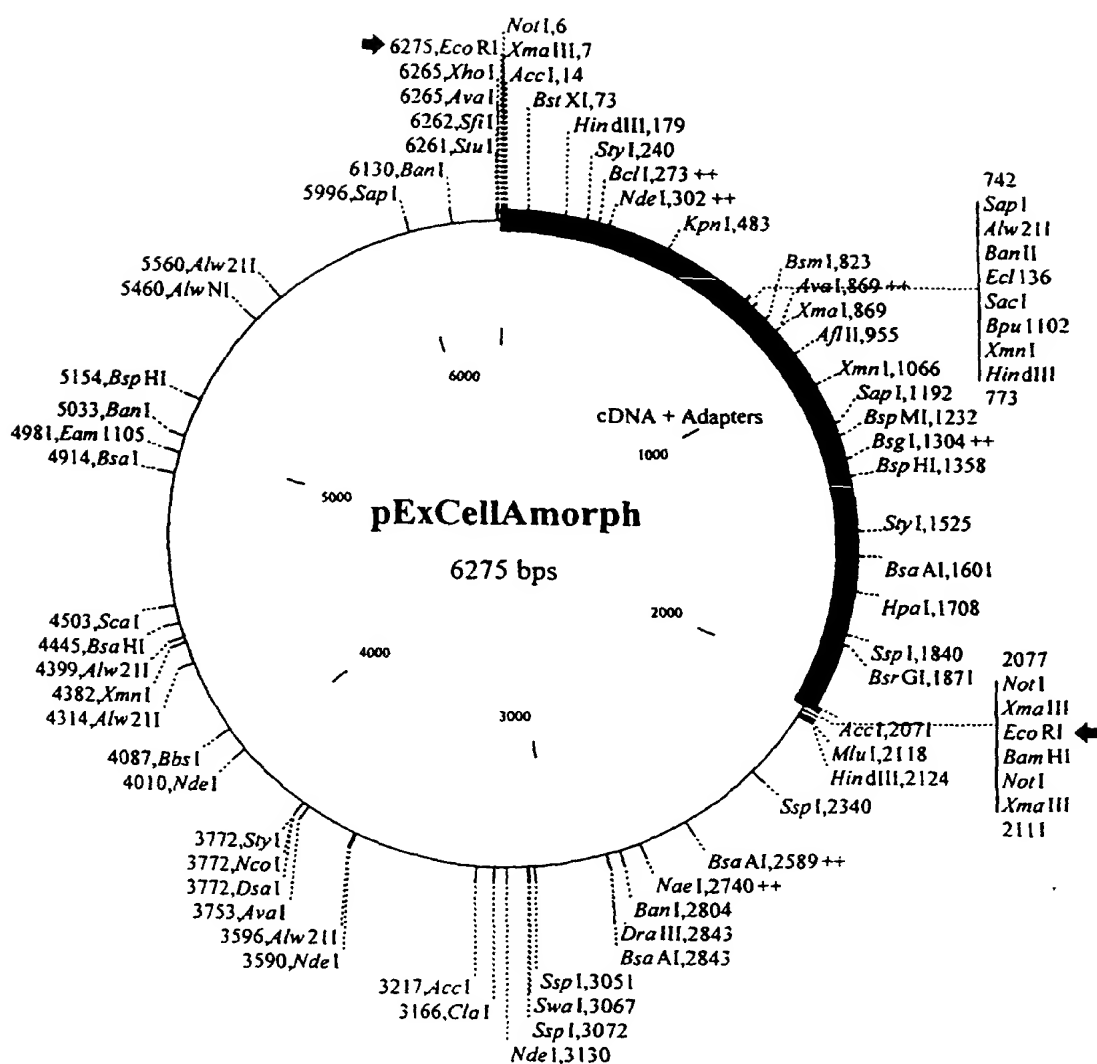 NotI,6
6275,EcoRI
XmaIII,7
6265,XhoI
AccI,14
6265,AvaI
BstXI,73
6262,SfiI
HindIII,179
6261,StuI
StyI,240
6130,BanI
BclI,273 ++
5996,SapI
NdeI,302 ++
KpnI,483
742
SapI
Alw21I
BanII
Ecl136
SacI
Bpu1102
XmnI
HindIII
773
5560,Alw21I
5460,AlwNI
BsmI,823
AvaI,869 ++
XmaI,869
AflII,955
XmnI,1066
SapI,1192
BspMI,1232
BsgI,1304 ++
BspHI,1358
5154,BspHI
5033,BanI
4981,Eam1105
4914,BsaI
6000
cDNA + Adapters
1000
5000
pExCellAmorph
6275 bps
StyI,1525
BsaAI,1601
HpaI,1708
2000
4000
3000
SspI,1840
BsrGI,1871
4503,ScaI
4445,BsaHI
4399,Alw21I
4382,XmnI
4314,Alw21I
4087,BbsI
4010,NdeI
AccI,2071
MluI,2118
HindIII,2124
2077
NotI
XmaIII
EcoRI
BamHI
NotI
XmaIII
2111
SspI,2340
3772,StyI
3772,NcoI
3772,DsaI
3753,AvaI
3596,Alw21I
3590,NdeI
BsaAI,2589 ++
NaeI,2740 ++
BanI,2804
DraIII,2843
BsaAI,2843
3217,AccI
3166,ClaI
SspI,3051
SwaI,3067
SspI,3072
NdeI,3130